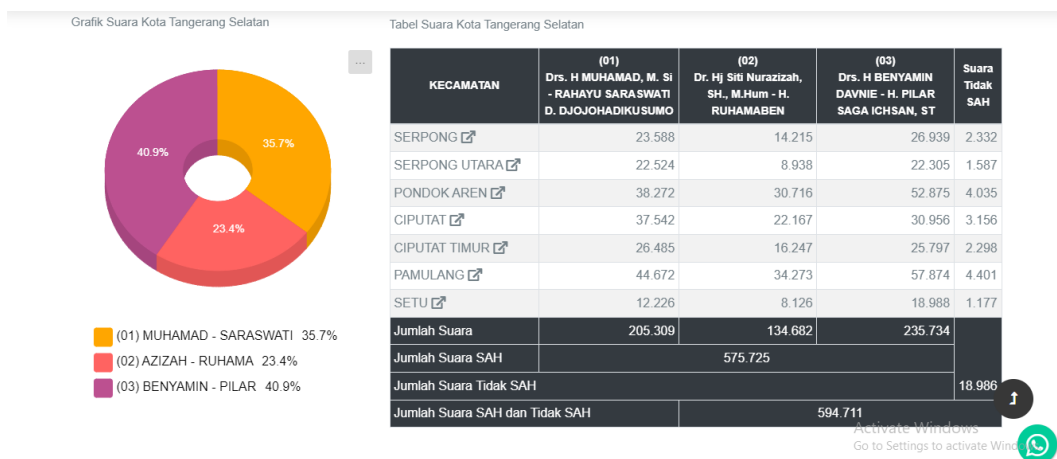 Grafik Suara Kota Tangerang Selatan
...
40.9%
35.7%
23.4%
(01) MUHAMAD - SARASWATI 35.7%
(02) AZIZAH - RUHAMA 23.4%
(03) BENYAMIN - PILAR 40.9%
Tabel Suara Kota Tangerang Selatan
KECAMATAN (01) Drs. H MUHAMAD, M. Si - RAHAYU SARASWATI D. DJOJOHADIKUSUMO (02) Dr. Hj Siti Nurazizah, SH., M.Hum - H. RUHAMABEN (03) Drs. H BENYAMIN DAVNIE - H. PILAR SAGA ICHSAN, ST Suara Tidak SAH
SERPONG 23.588 14.215 26.939 2.332
SERPONG UTARA 22.524 8.938 22.305 1.587
PONDOK AREN 38.272 30.716 52.875 4.035
CIPUTAT 37.542 22.167 30.956 3.156
CIPUTAT TIMUR 26.485 16.247 25.797 2.298
PAMULANG 44.672 34.273 57.874 4.401
SETU 12.226 8.126 18.988 1.177
Jumlah Suara 205.309 134.682 235.734
Jumlah Suara SAH 575.725
Jumlah Suara Tidak SAH 18.986
Jumlah Suara SAH dan Tidak SAH 594.711
Activate Windows
Go to Settings to activate Wind